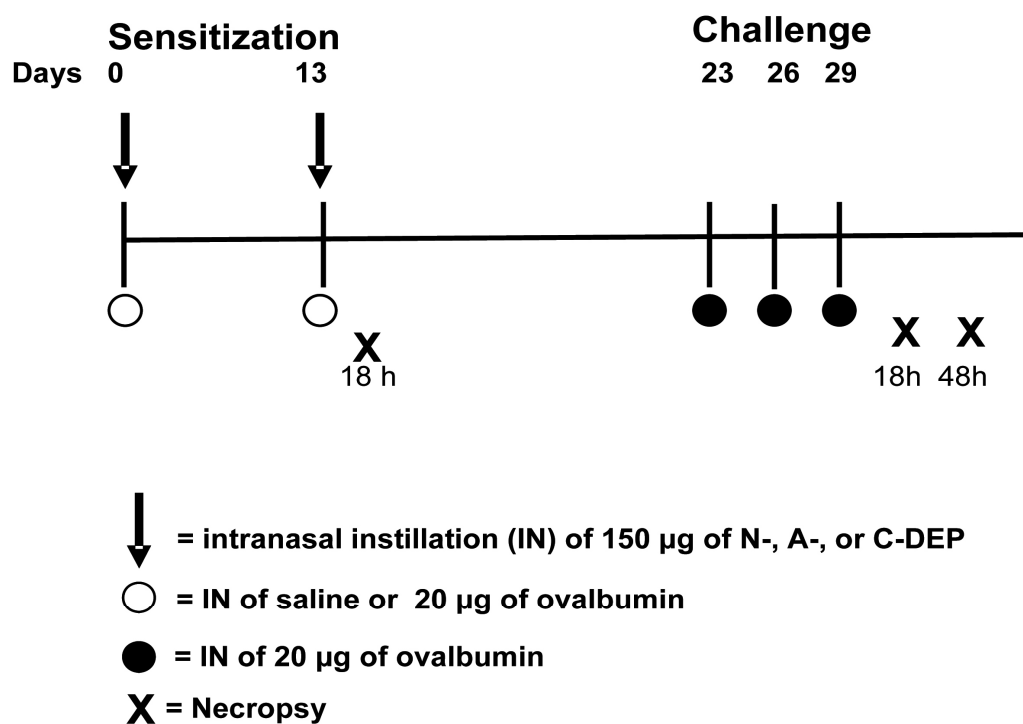 Sensitization Challenge
Days 0 13 23 26 29
X X X
18 h 18h 48h
= intranasal instillation (IN) of 150 µg of N-, A-, or C-DEP
= IN of saline or 20 µg of ovalbumin
= IN of 20 µg of ovalbumin
X = Necropsy